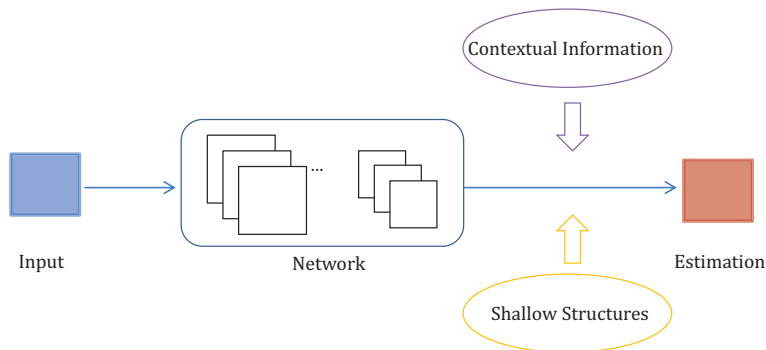 Contextual Information
...
Input
Network
Estimation
Shallow Structures